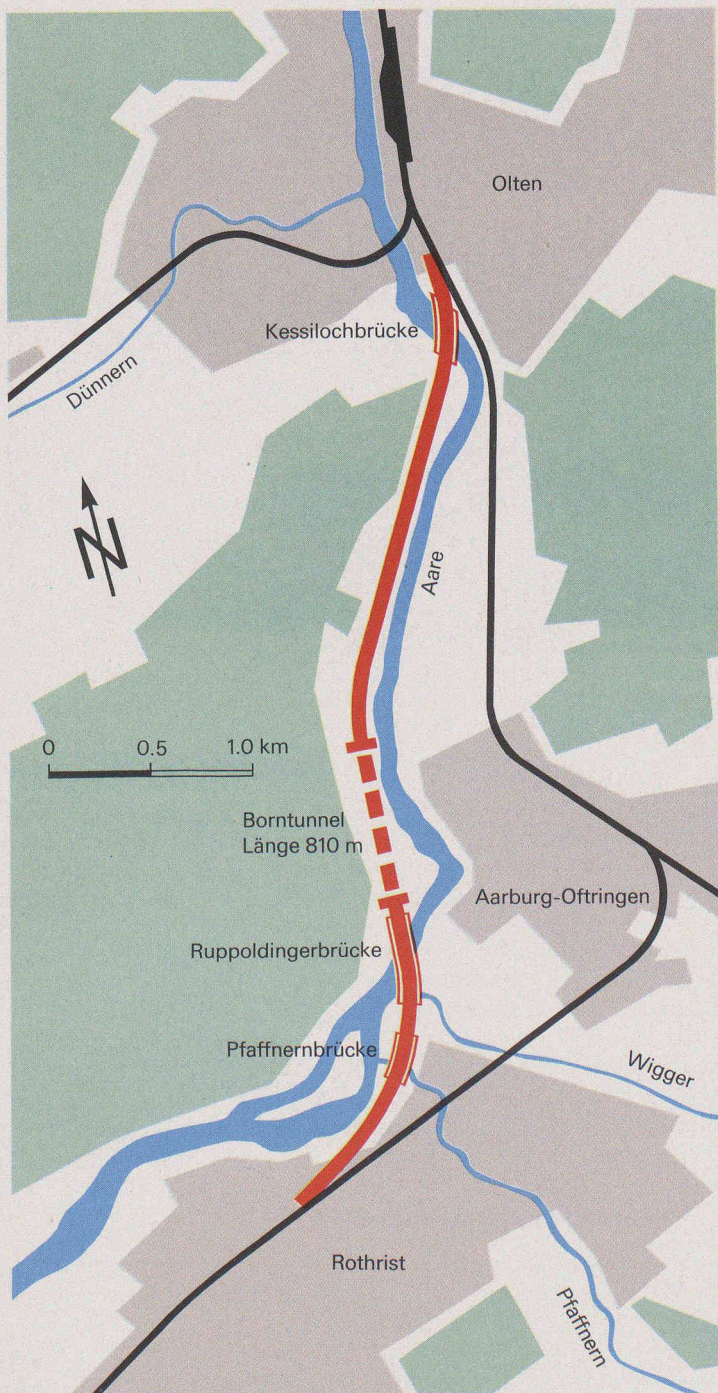 Olten
Kessilochbrücke
Dünnern
N
Aare
0 0.5 1.0 km
Borntunnel
Länge 810 m
Aarburg-Oftringen
Ruppoldingerbrücke
Pfaffnernbrücke
Wigger
Rothrist
Pfaffnern